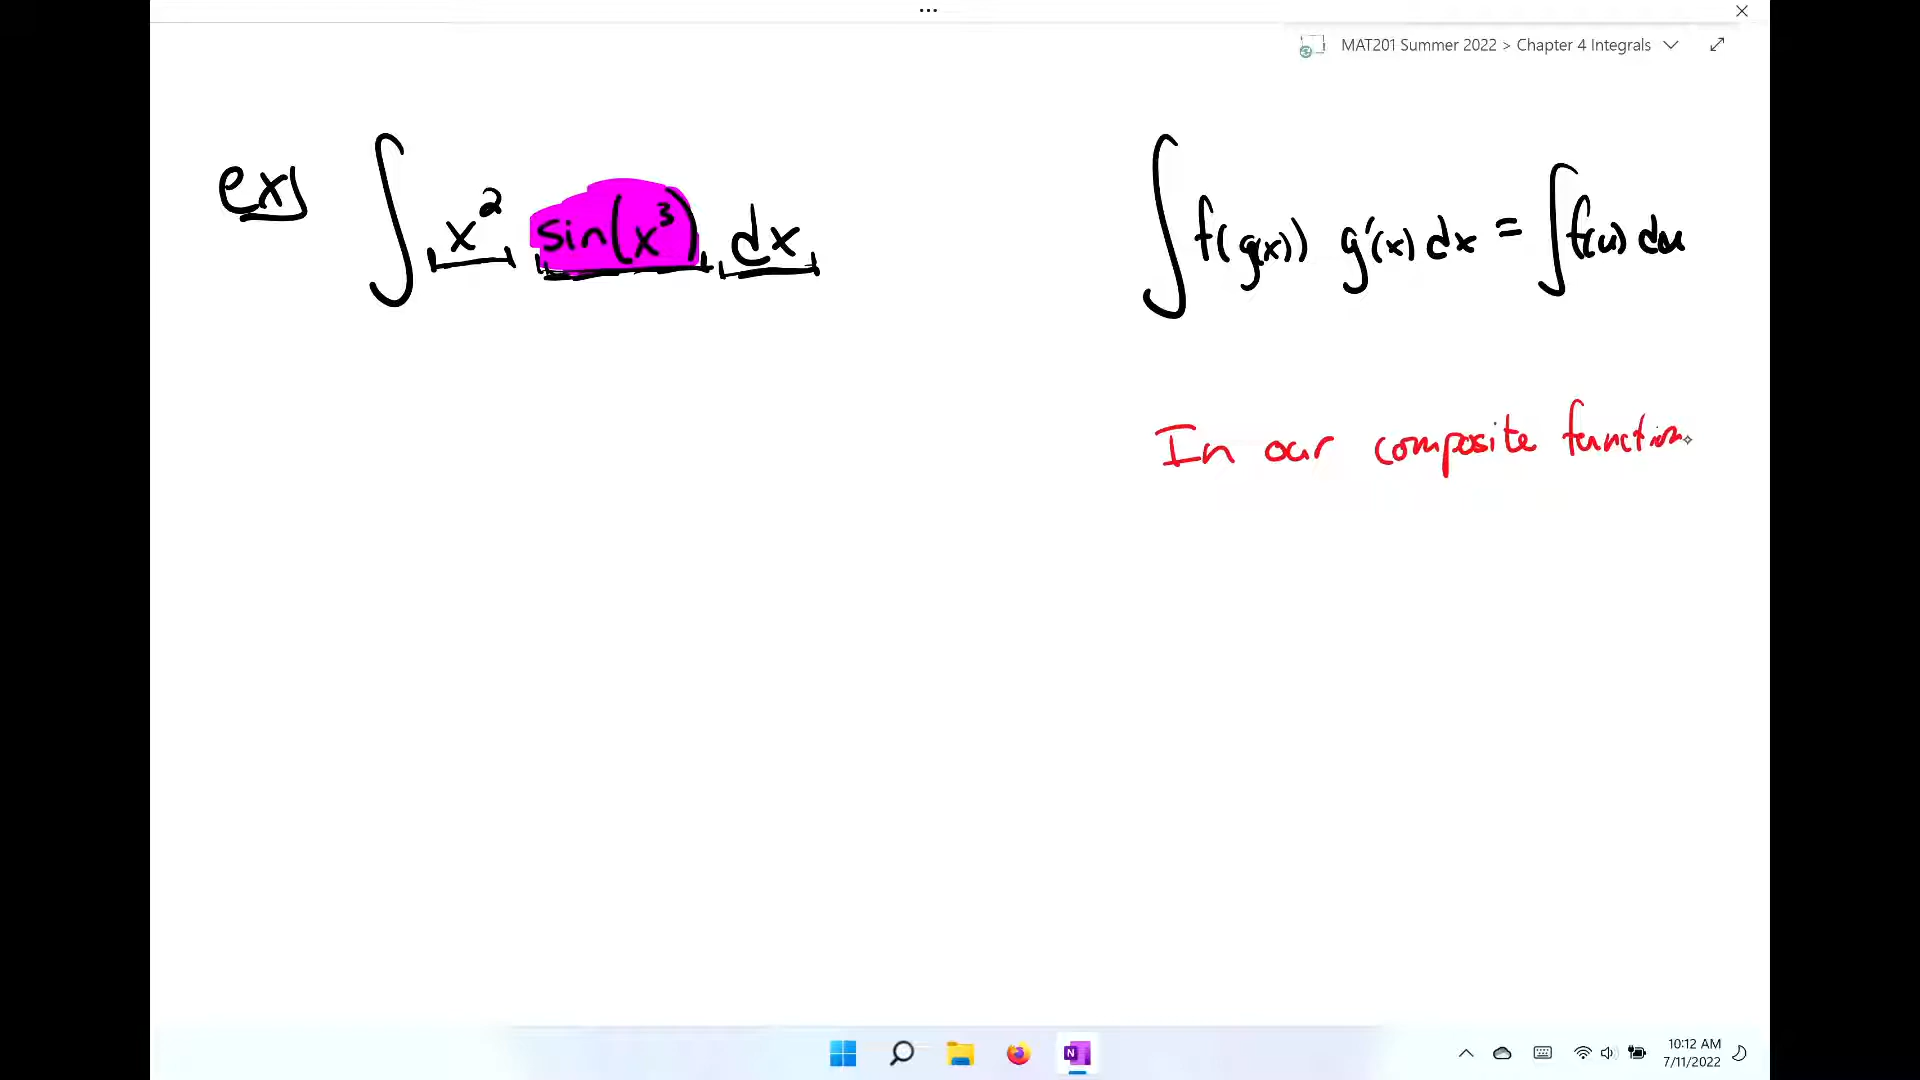 ...
MAT201 Summer 2022 > Chapter 4 Integrals
ex) ∫ x² sin(x³) dx
∫ f(g(x)) g'(x) dx = ∫ f(u) du
In our composite function
10:12 AM
7/11/2022